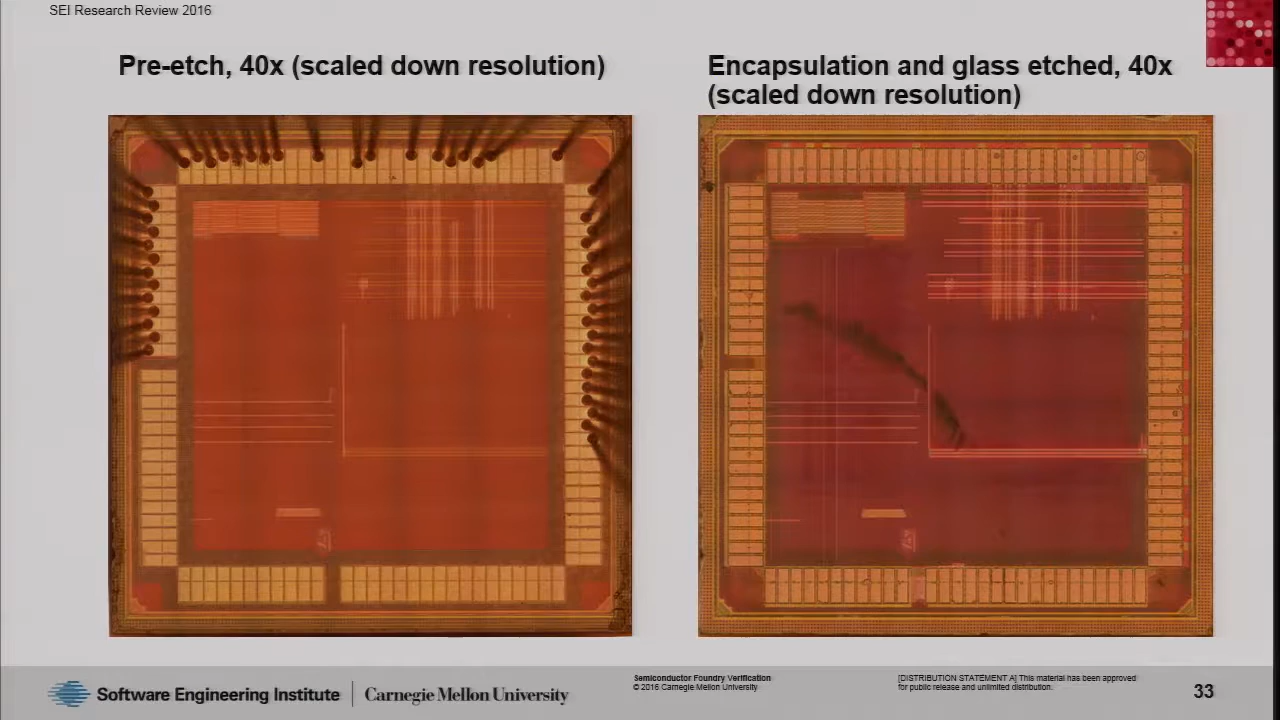 SEI Research Review 2016
Pre-etch, 40x (scaled down resolution)
Encapsulation and glass etched, 40x
(scaled down resolution)
Software Engineering Institute
Carnegie Mellon University
Semiconductor Foundry Verification
© 2016 Carnegie Mellon University
[DISTRIBUTION STATEMENT A] This material has been approved
for public release and unlimited distribution.
33